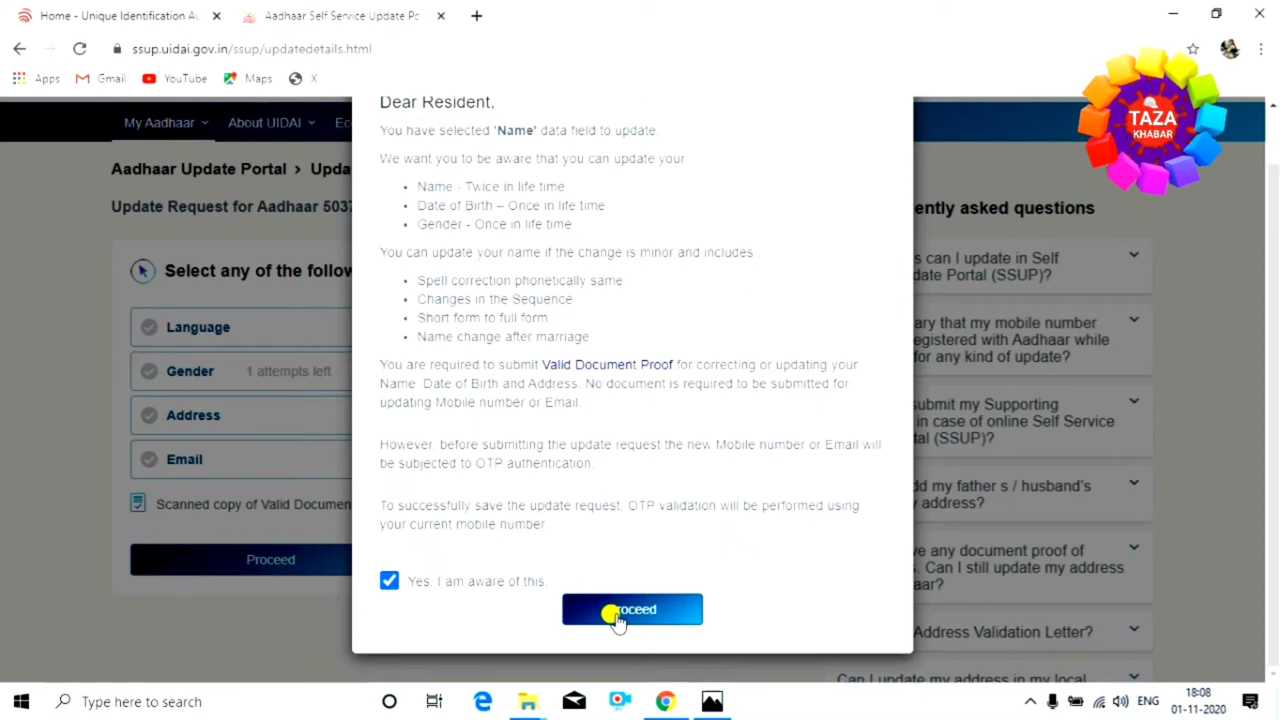 Home - Unique Identification Au
Aadhaar Self Service Update Po
ssup.uidai.gov.in/ssup/updatedetails.html
Apps
Gmail
YouTube
Maps
X
TAZA
KHABAR
My Aadhaar
About UIDAI
Ec
Aadhaar Update Portal > Upda
Update Request for Aadhaar 5037
Select any of the follow
Language
Gender 1 attempts left
Address
Email
Scanned copy of Valid Documen
Proceed
Dear Resident,
You have selected 'Name' data field to update.
We want you to be aware that you can update your
• Name - Twice in life time
• Date of Birth – Once in life time
• Gender - Once in life time
You can update your name if the change is minor and includes
• Spell correction phonetically same
• Changes in the Sequence
• Short form to full form
• Name change after marriage
You are required to submit Valid Document Proof for correcting or updating your
Name, Date of Birth and Address. No document is required to be submitted for
updating Mobile number or Email.
However, before submitting the update request the new Mobile number or Email will
be subjected to OTP authentication.
To successfully save the update request, OTP validation will be performed using
your current mobile number
Yes, I am aware of this.
roceed
ently asked questions
s can I update in Self
date Portal (SSUP)?
ary that my mobile number
egistered with Aadhaar while
for any kind of update?
submit my Supporting
in case of online Self Service
tal (SSUP)?
dd my father s / husband's
address?
ve any document proof of
s. Can I still update my address
aar?
Address Validation Letter?
Can I update my address in my local
Type here to search
ENG
18:08
01-11-2020